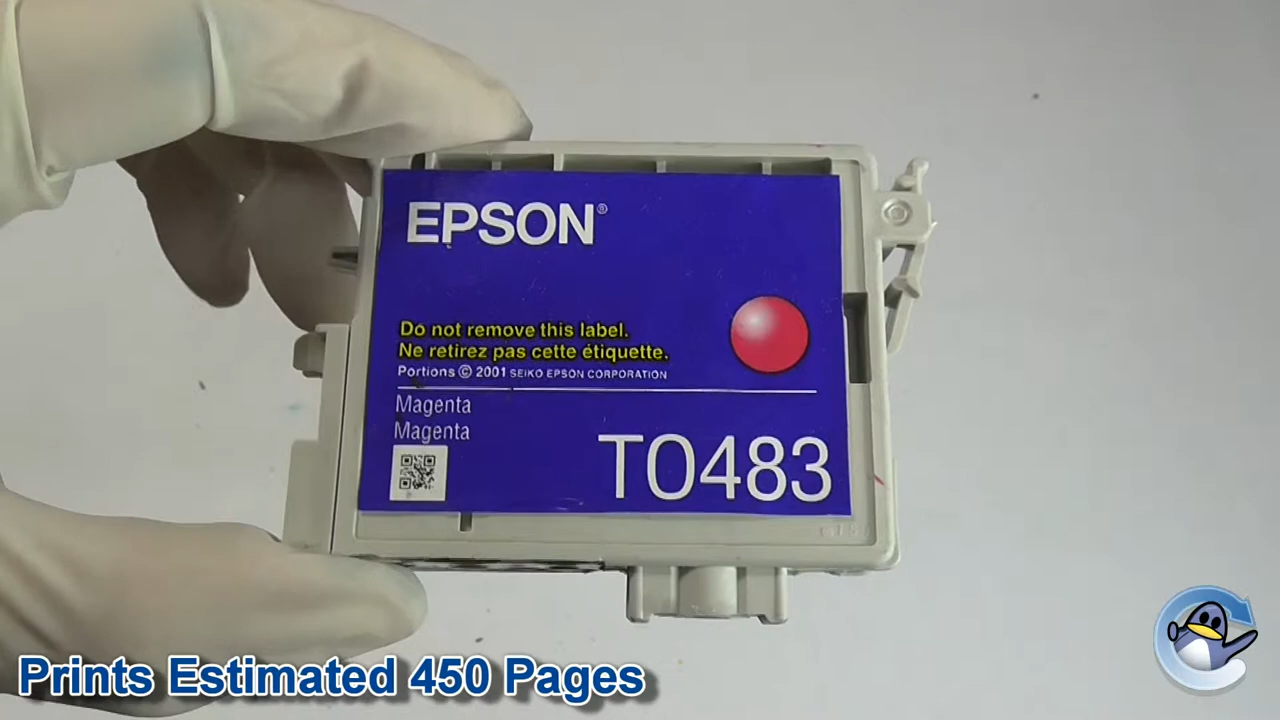 EPSON®
Do not remove this label.
Ne retirez pas cette étiquette.
Portions © 2001 SEIKO EPSON CORPORATION
Magenta
Magenta
T0483
Prints Estimated 450 Pages